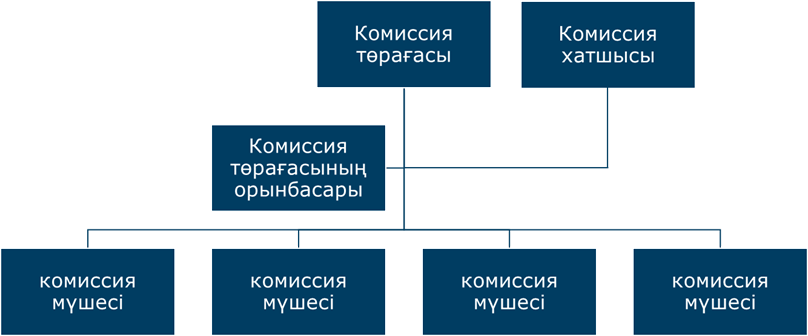 Комиссия
төрағасы
Комиссия
хатшысы
Комиссия
төрағасының
орынбасары
комиссия
мүшесі
комиссия
мүшесі
комиссия
мүшесі
комиссия
мүшесі